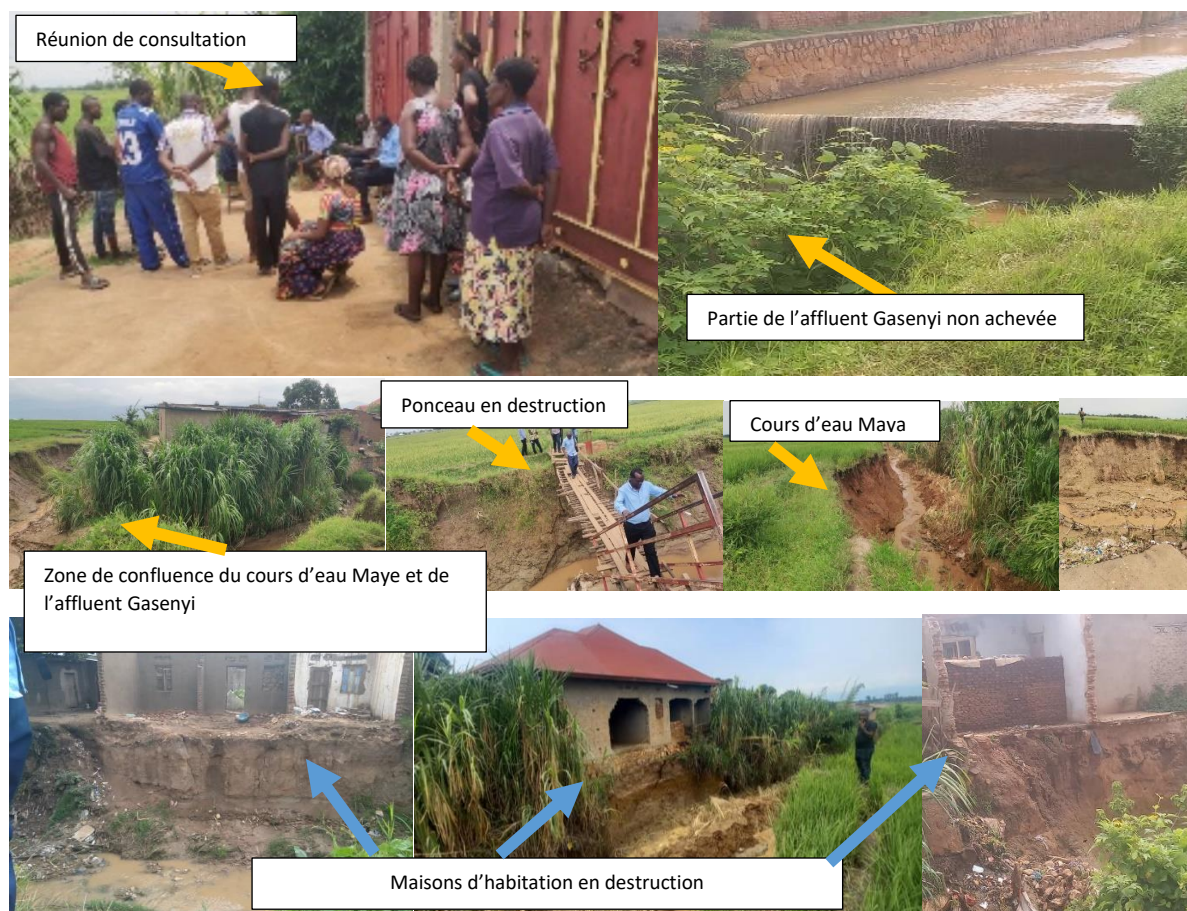 Réunion de consultation
Partie de l'affluent Gasenyi non achevée
Ponceau en destruction
Cours d'eau Maya
Zone de confluence du cours d'eau Maye et de
l'affluent Gasenyi
Maisons d'habitation en destruction